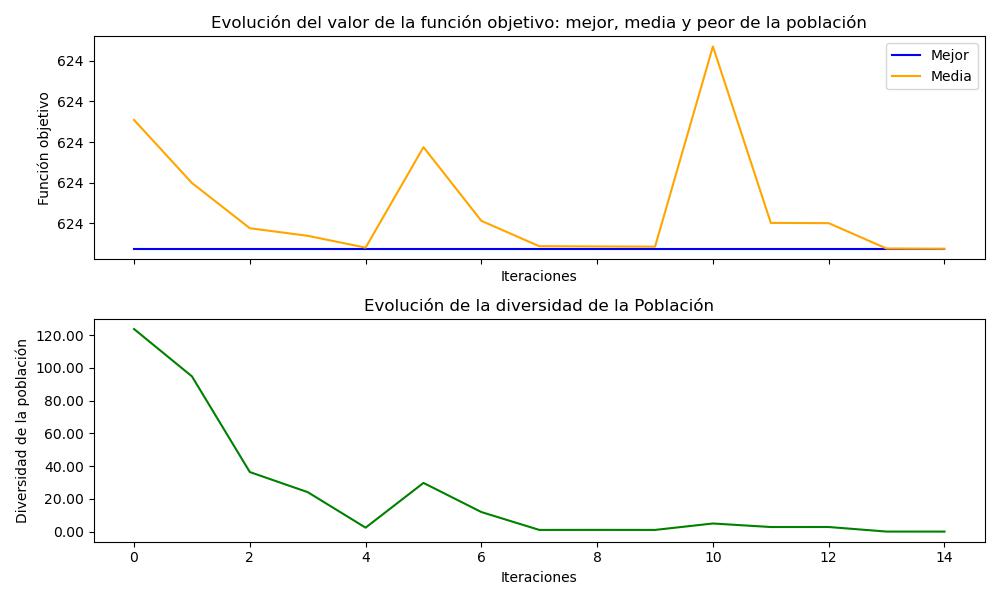 Evolución del valor de la función objetivo: mejor, media y peor de la población
624
624
624
624
624
Función objetivo
Mejor
Media
Iteraciones
Evolución de la diversidad de la Población
120.00
100.00
80.00
60.00
40.00
20.00
0.00
Diversidad de la población
0 2 4 6 8 10 12 14
Iteraciones